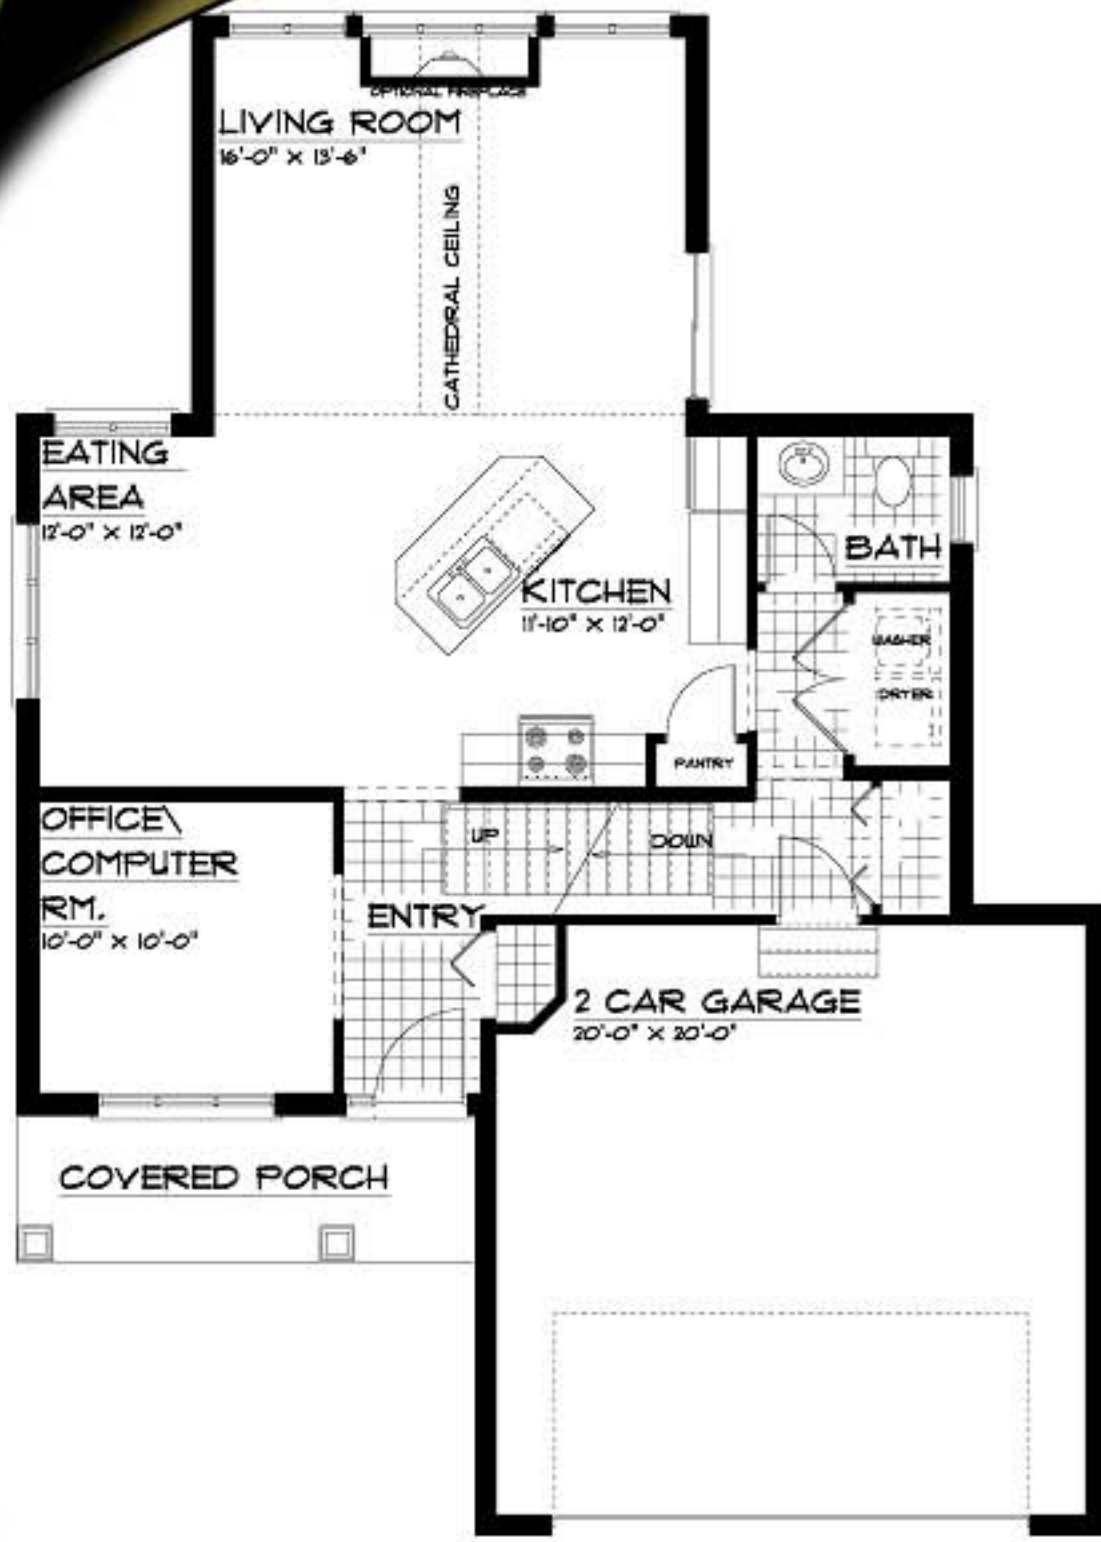 OPTIONAL FIREPLACE
LIVING ROOM
16'-0" X 13'-6"
CATHEDRAL CEILING
EATING
AREA
12'-0" X 12'-0"
KITCHEN
11'-10" X 12'-0"
BATH
WASHER
DRYER
PANTRY
OFFICE\
COMPUTER
RM.
10'-0" X 10'-0"
UP
DOWN
ENTRY
2 CAR GARAGE
20'-0" X 20'-0"
COVERED PORCH